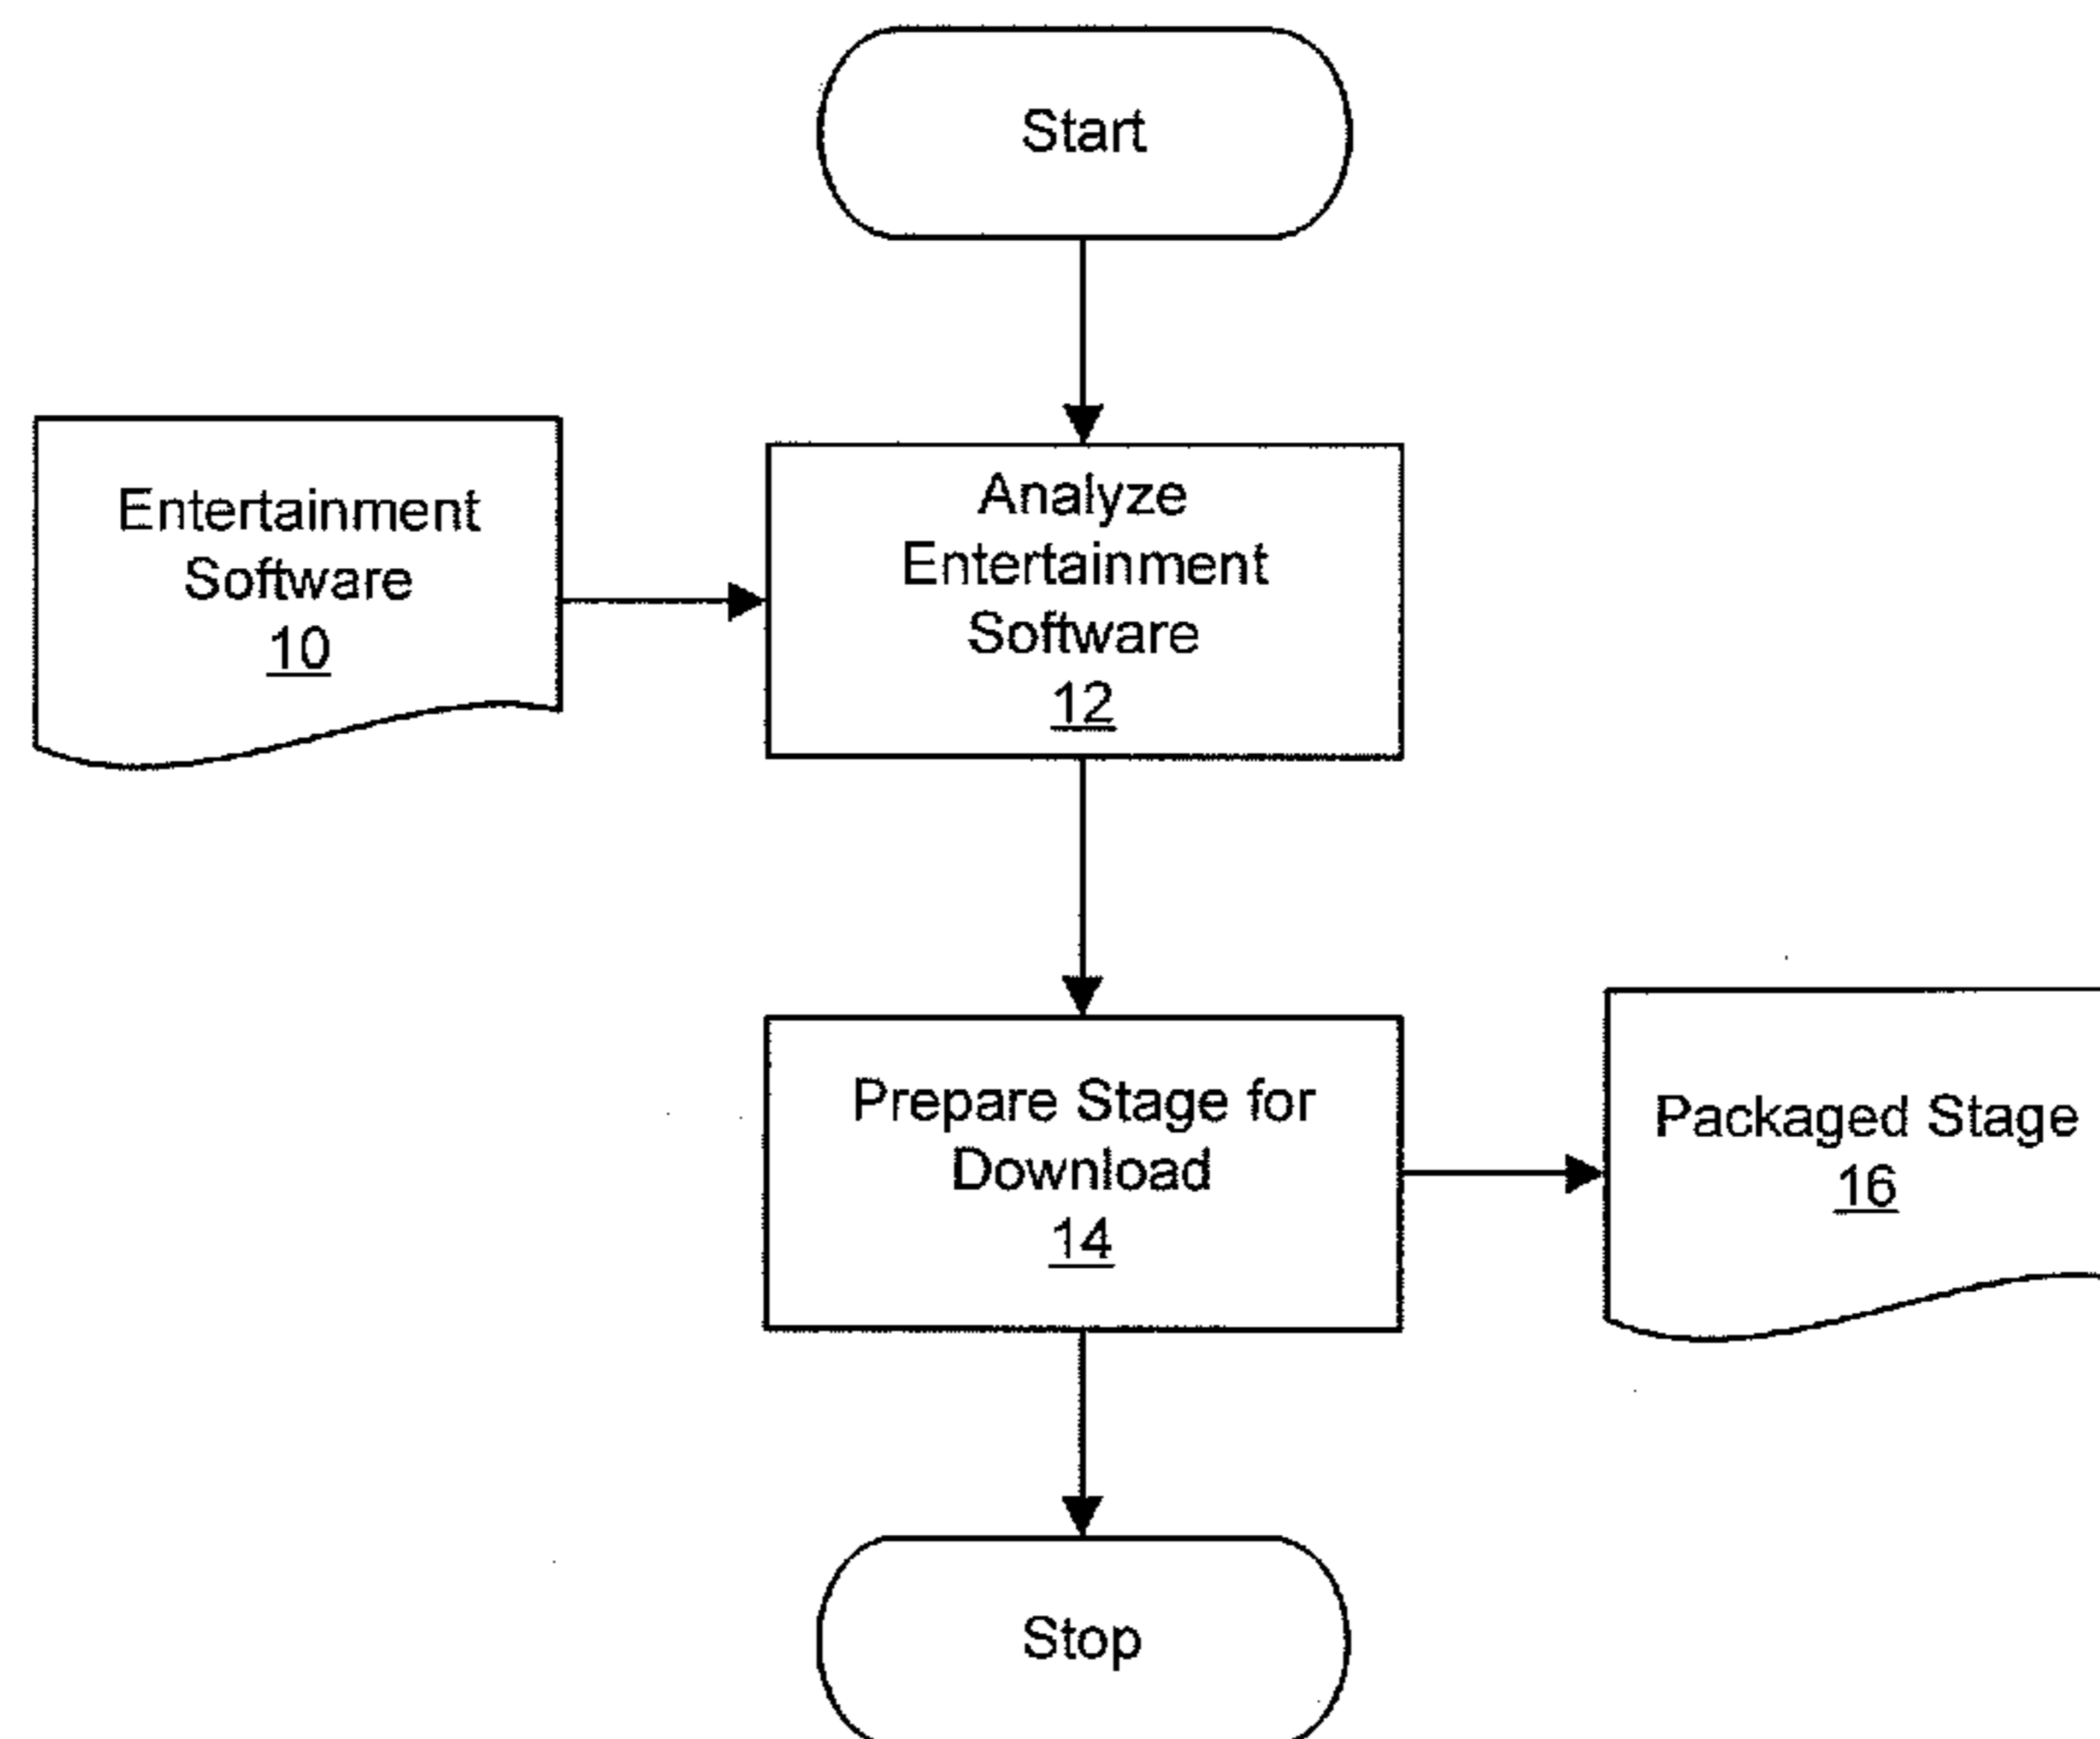 Start
Entertainment
Software
10
Analyze
Entertainment
Software
12
Prepare Stage for
Download
14
Packaged Stage
16
Stop